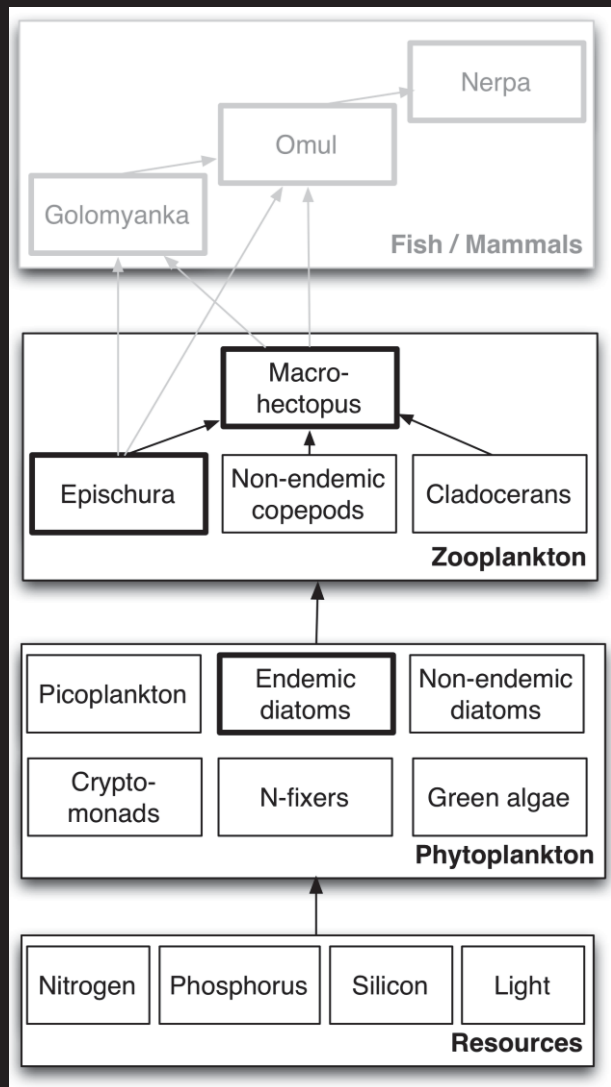 Nerpa
Omul
Golomyanka
Fish / Mammals
Macro-
hectopus
Epischura
Non-endemic
copepods
Cladocerans
Zooplankton
Picoplankton
Endemic
diatoms
Non-endemic
diatoms
Crypto-
monads
N-fixers
Green algae
Phytoplankton
Nitrogen
Phosphorus
Silicon
Light
Resources